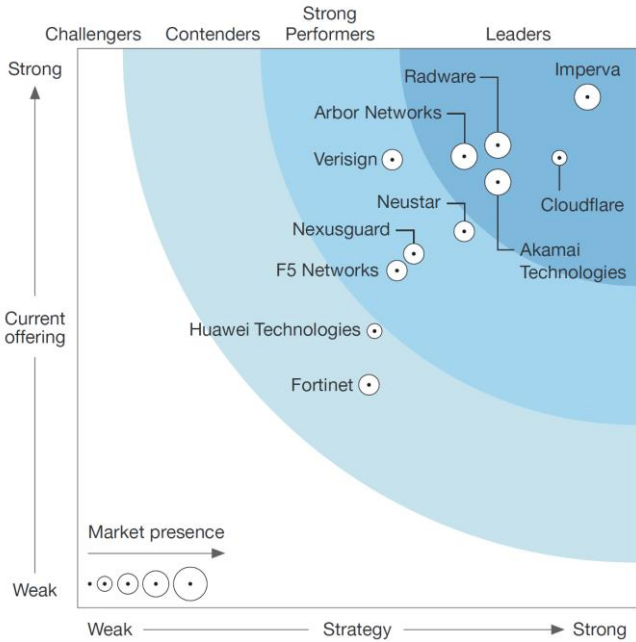 Challengers
Contenders
Strong
Performers
Leaders
Strong
Radware
Imperva
Arbor Networks
Verisign
Cloudflare
Neustar
Nexusguard
Akamai
Technologies
F5 Networks
Current
offering
Huawei Technologies
Fortinet
Market presence
Weak
Weak
Strategy
Strong